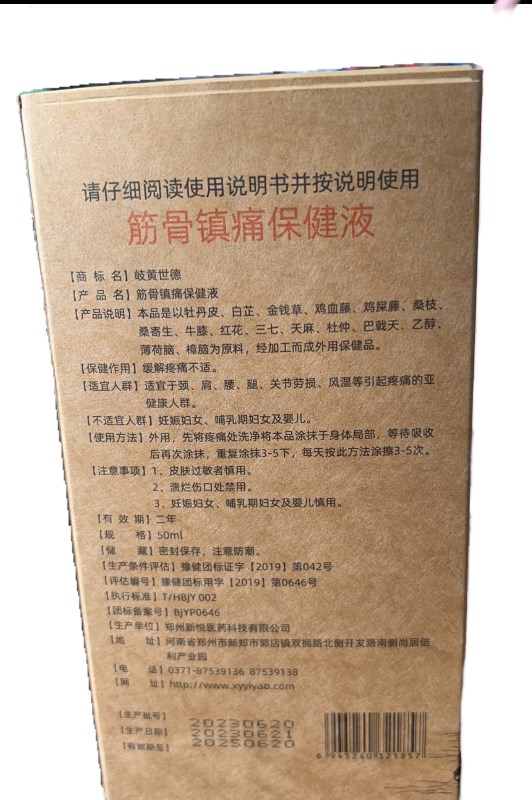 请仔细阅读使用说明书并按说明使用
筋骨镇痛保健液
【商 标 名】岐黄世德
【产 品 名】筋骨镇痛保健液
【产品说明】本品是以牡丹皮、白芷、金钱草、鸡血藤、鸡屎藤、桑枝、
桑寄生、牛膝、红花、三七、天麻、杜仲、巴戟天、乙醇、
薄荷脑、樟脑为原料，经加工而成外用保健品。
【保健作用】缓解疼痛不适。
【适宜人群】适宜于颈、肩、腰、腿、关节劳损、风湿等引起疼痛的亚
健康人群。
【不适宜人群】妊娠妇女、哺乳期妇女及婴儿。
【使用方法】外用，先将疼痛处洗净将本品涂抹于身体局部，等待吸收
后再次涂抹，重复涂抹3-5下，每天按此方法涂擦3-5次。
【注意事项】1、皮肤过敏者慎用。
2、溃烂伤口处禁用。
3、妊娠妇女、哺乳期妇女及婴儿慎用。
【有 效 期】二年
【规 格】50ml
【储 藏】密封保存，注意防潮。
【生产条件评估】豫健团标证字【2019】第042号
【评估编号】豫健团标用字【2019】第0646号
【执行标准】T/HBJY 002
【团标备案号】BJYP0646
【生产单位】郑州新悦医药科技有限公司
【地 址】河南省郑州市新郑市郭店镇双拥路北侧开发路南侧尚居倍
利产业园
【电 话】0371-87539136 87539138
【网 址】http://www.xyyiyao.com
【生产批号】20230620
【生产日期】20230621
【有效期至】20250620
6 945240 321857